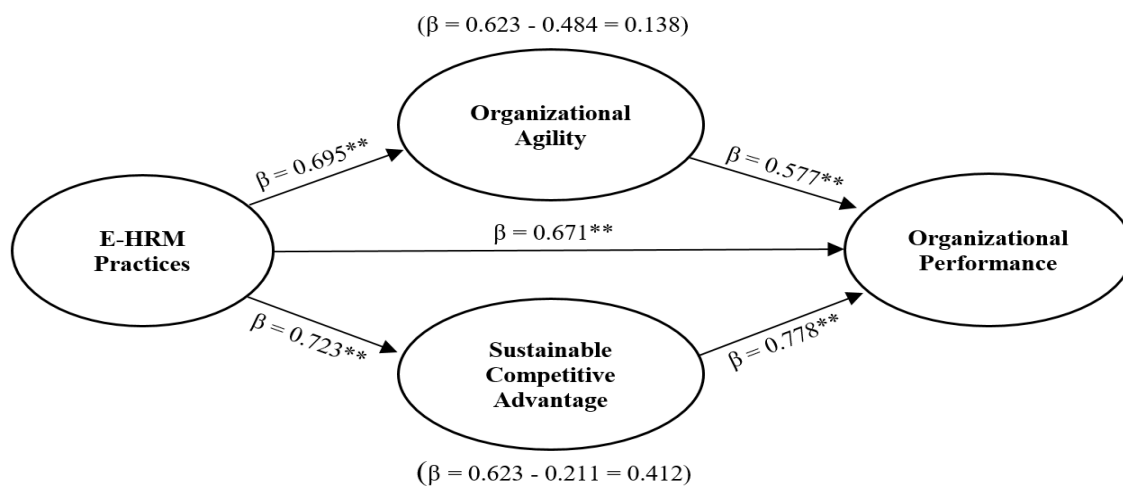 (β = 0.623 - 0.484 = 0.138)
Organizational
Agility
β = 0.695**
β = 0.577**
E-HRM
Practices
β = 0.671**
Organizational
Performance
β = 0.723**
β = 0.778**
Sustainable
Competitive
Advantage
(β = 0.623 - 0.211 = 0.412)